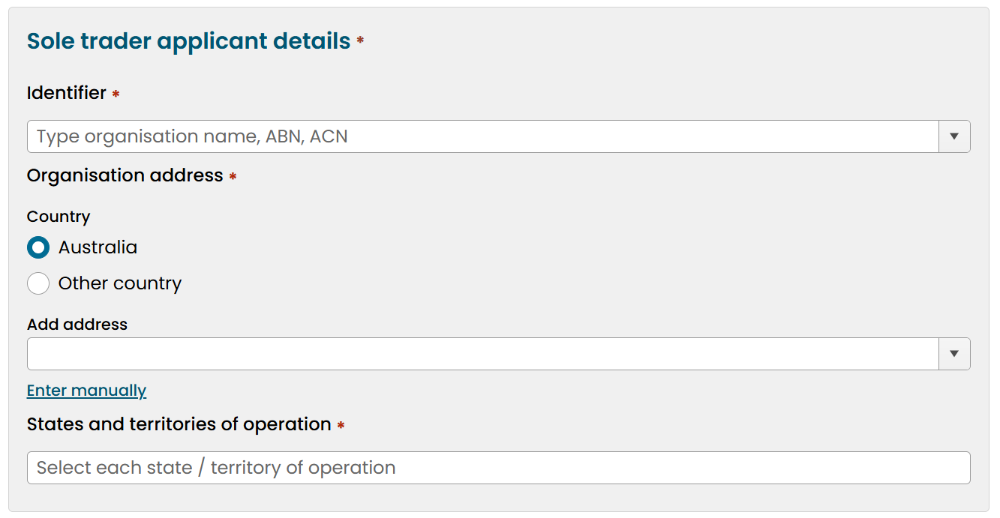 Sole trader applicant details *
Identifier *
Type organisation name, ABN, ACN
Organisation address *
Country
Australia
Other country
Add address
Enter manually
States and territories of operation *
Select each state / territory of operation